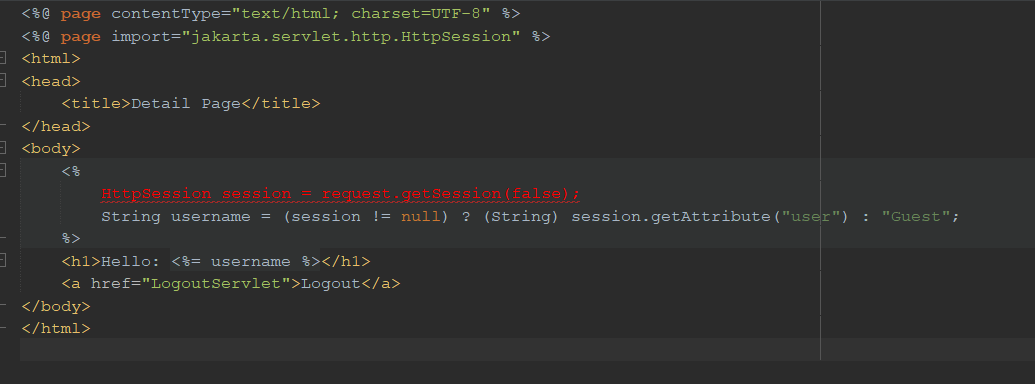 <%@ page contentType="text/html; charset=UTF-8" %>
<%@ page import="jakarta.servlet.http.HttpSession" %>
<html>
<head>
    <title>Detail Page</title>
</head>
<body>
    <%
        HttpSession session = request.getSession(false);
        String username = (session != null) ? (String) session.getAttribute("user") : "Guest";
    %>
    <h1>Hello: <%= username %></h1>
    <a href="LogoutServlet">Logout</a>
</body>
</html>